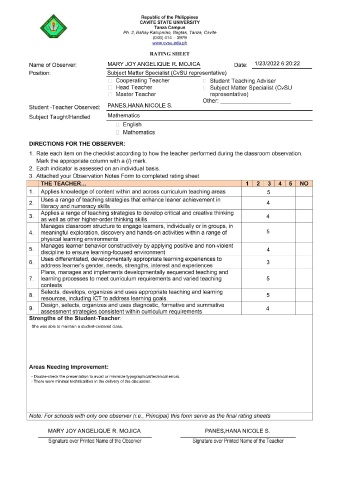 Republic of the Philippines
CAVITE STATE UNIVERSITY
Tanza Campus
Ph. 2, Bahay Katuparan, Bagtas, Tanza, Cavite
(046) 414 - 3979
www.cvsu.edu.ph
RATING SHEET
Name of Observer: MARY JOY ANGELIQUE R. MOJICA Date: 1/23/2022 6:20:22
Position: Subject Matter Specialist (CvSU representative)
Cooperating Teacher Student Teaching Adviser
Head Teacher Subject Matter Specialist (CvSU
Master Teacher representative)
Other:
Student -Teacher Observed: PANES,HANA NICOLE S.
Subject Taught/Handled Mathematics
English
Mathematics
DIRECTIONS FOR THE OBSERVER:
1. Rate each item on the checklist according to how the teacher performed during the classroom observation.
Mark the appropriate column with a (/) mark.
2. Each indicator is assessed on an individual basis.
3. Attached your Observation Notes Form to completed rating sheet
THE TEACHER… 1 2 3 4 5 NO
1. Applies knowledge of content within and across curriculum teaching areas 5
2. Uses a range of teaching strategies that enhance learner achievement in
literacy and numeracy skills 4
3. Applies a range of teaching strategies to develop critical and creative thinking
as well as other higher-order thinking skills 4
4. Manages classroom structure to engage learners, individually or in groups, in
meaningful exploration, discovery and hands-on activities within a range of
physical learning environments 5
5. Manages learner behavior constructively by applying positive and non-violent
discipline to ensure learning-focused environment 4
6. Uses differentiated, developmentally appropriate learning experiences to
address learner's gender, needs, strengths, interests and experiences 3
7. Plans, manages and implements developmentally sequenced teaching and
learning processes to meet curriculum requirements and varied teaching
contexts 5
8. Selects, develops, organizes and uses appropriate teaching and learning
resources, including ICT to address learning goals 5
9. Design, selects, organizes and uses diagnostic, formative and summative
assessment strategies consistent within curriculum requirements 4
Strengths of the Student-Teacher:
She was able to maintain a student-centered class.
Areas Needing Improvement:
- Double-check the presentation to avoid or minimize typographical/technical errors.
- There were minimal technicalities in the delivery of the discussion.
Note: For schools with only one observer (i.e., Principal) this form serve as the final rating sheets
MARY JOY ANGELIQUE R. MOJICA PANES,HANA NICOLE S.
Signature over Printed Name of the Observer Signature over Printed Name of the Teacher